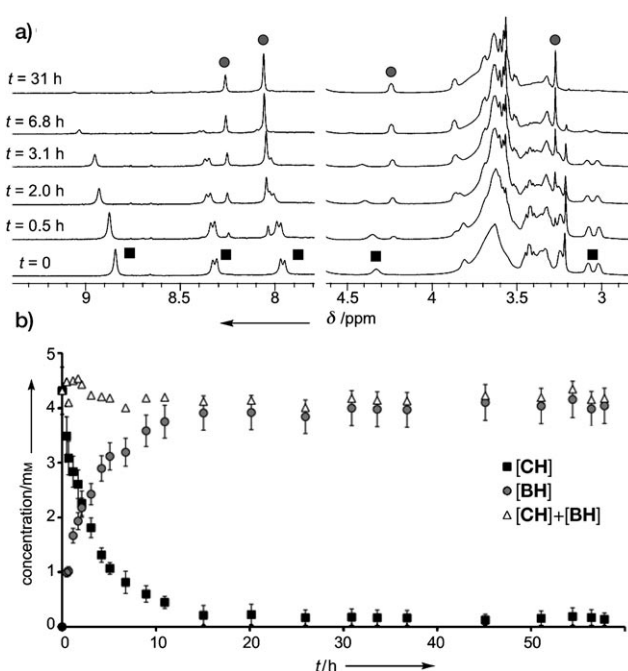 a)
t = 31 h
t = 6.8 h
t = 3.1 h
t = 2.0 h
t = 0.5 h
t = 0
9 8.5 8 4.5 4 3.5 3
δ /ppm
b)
5
4
3
2
1
0
concentration/mM
[CH]
[BH]
[CH]+[BH]
0 10 20 30 40 50
t/h